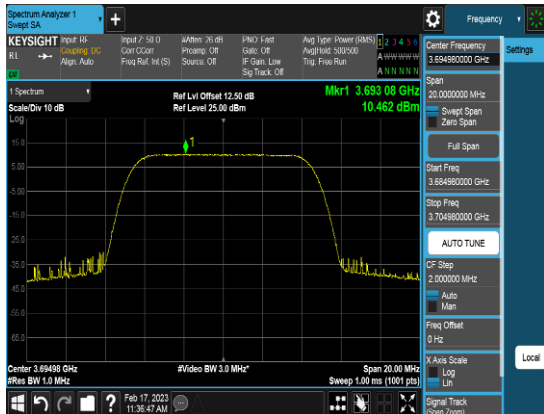 Spectrum Analyzer 1
Swept SA
+
Frequency
KEYSIGHT
Input: RF
Coupling: DC
Align: Auto
Input Z: 50 Ω
Corr CCorr
Freq Ref: Int (S)
#Atten: 26 dB
Preamp: Off
Source: Off
PNO: Fast
Gate: Off
IF Gain: Low
Sig Track: Off
Avg Type: Power (RMS)
Avg|Hold: 500/500
Trig: Free Run
1 2 3 4 5 6
A W W W W W
A N N N N N
RL
1 Spectrum
Scale/Div 10 dB
Log
Ref Lvl Offset 12.50 dB
Ref Level 25.00 dBm
Mkr1 3.693 08 GHz
10.462 dBm
1
15.0
5.00
-5.00
-15.0
-25.0
-35.0
-45.0
-55.0
-65.0
Center 3.69498 GHz
#Res BW 1.0 MHz
#Video BW 3.0 MHz*
Span 20.00 MHz
Sweep 1.00 ms (1001 pts)
Feb 17, 2023
11:36:47 AM
?
Center Frequency
3.694980000 GHz
Span
20.0000000 MHz
Swept Span
Zero Span
Full Span
Start Freq
3.684980000 GHz
Stop Freq
3.704980000 GHz
AUTO TUNE
CF Step
2.000000 MHz
Auto
Man
Freq Offset
0 Hz
X Axis Scale
Log
Lin
Signal Track
(Span Zoom)
Settings
Local